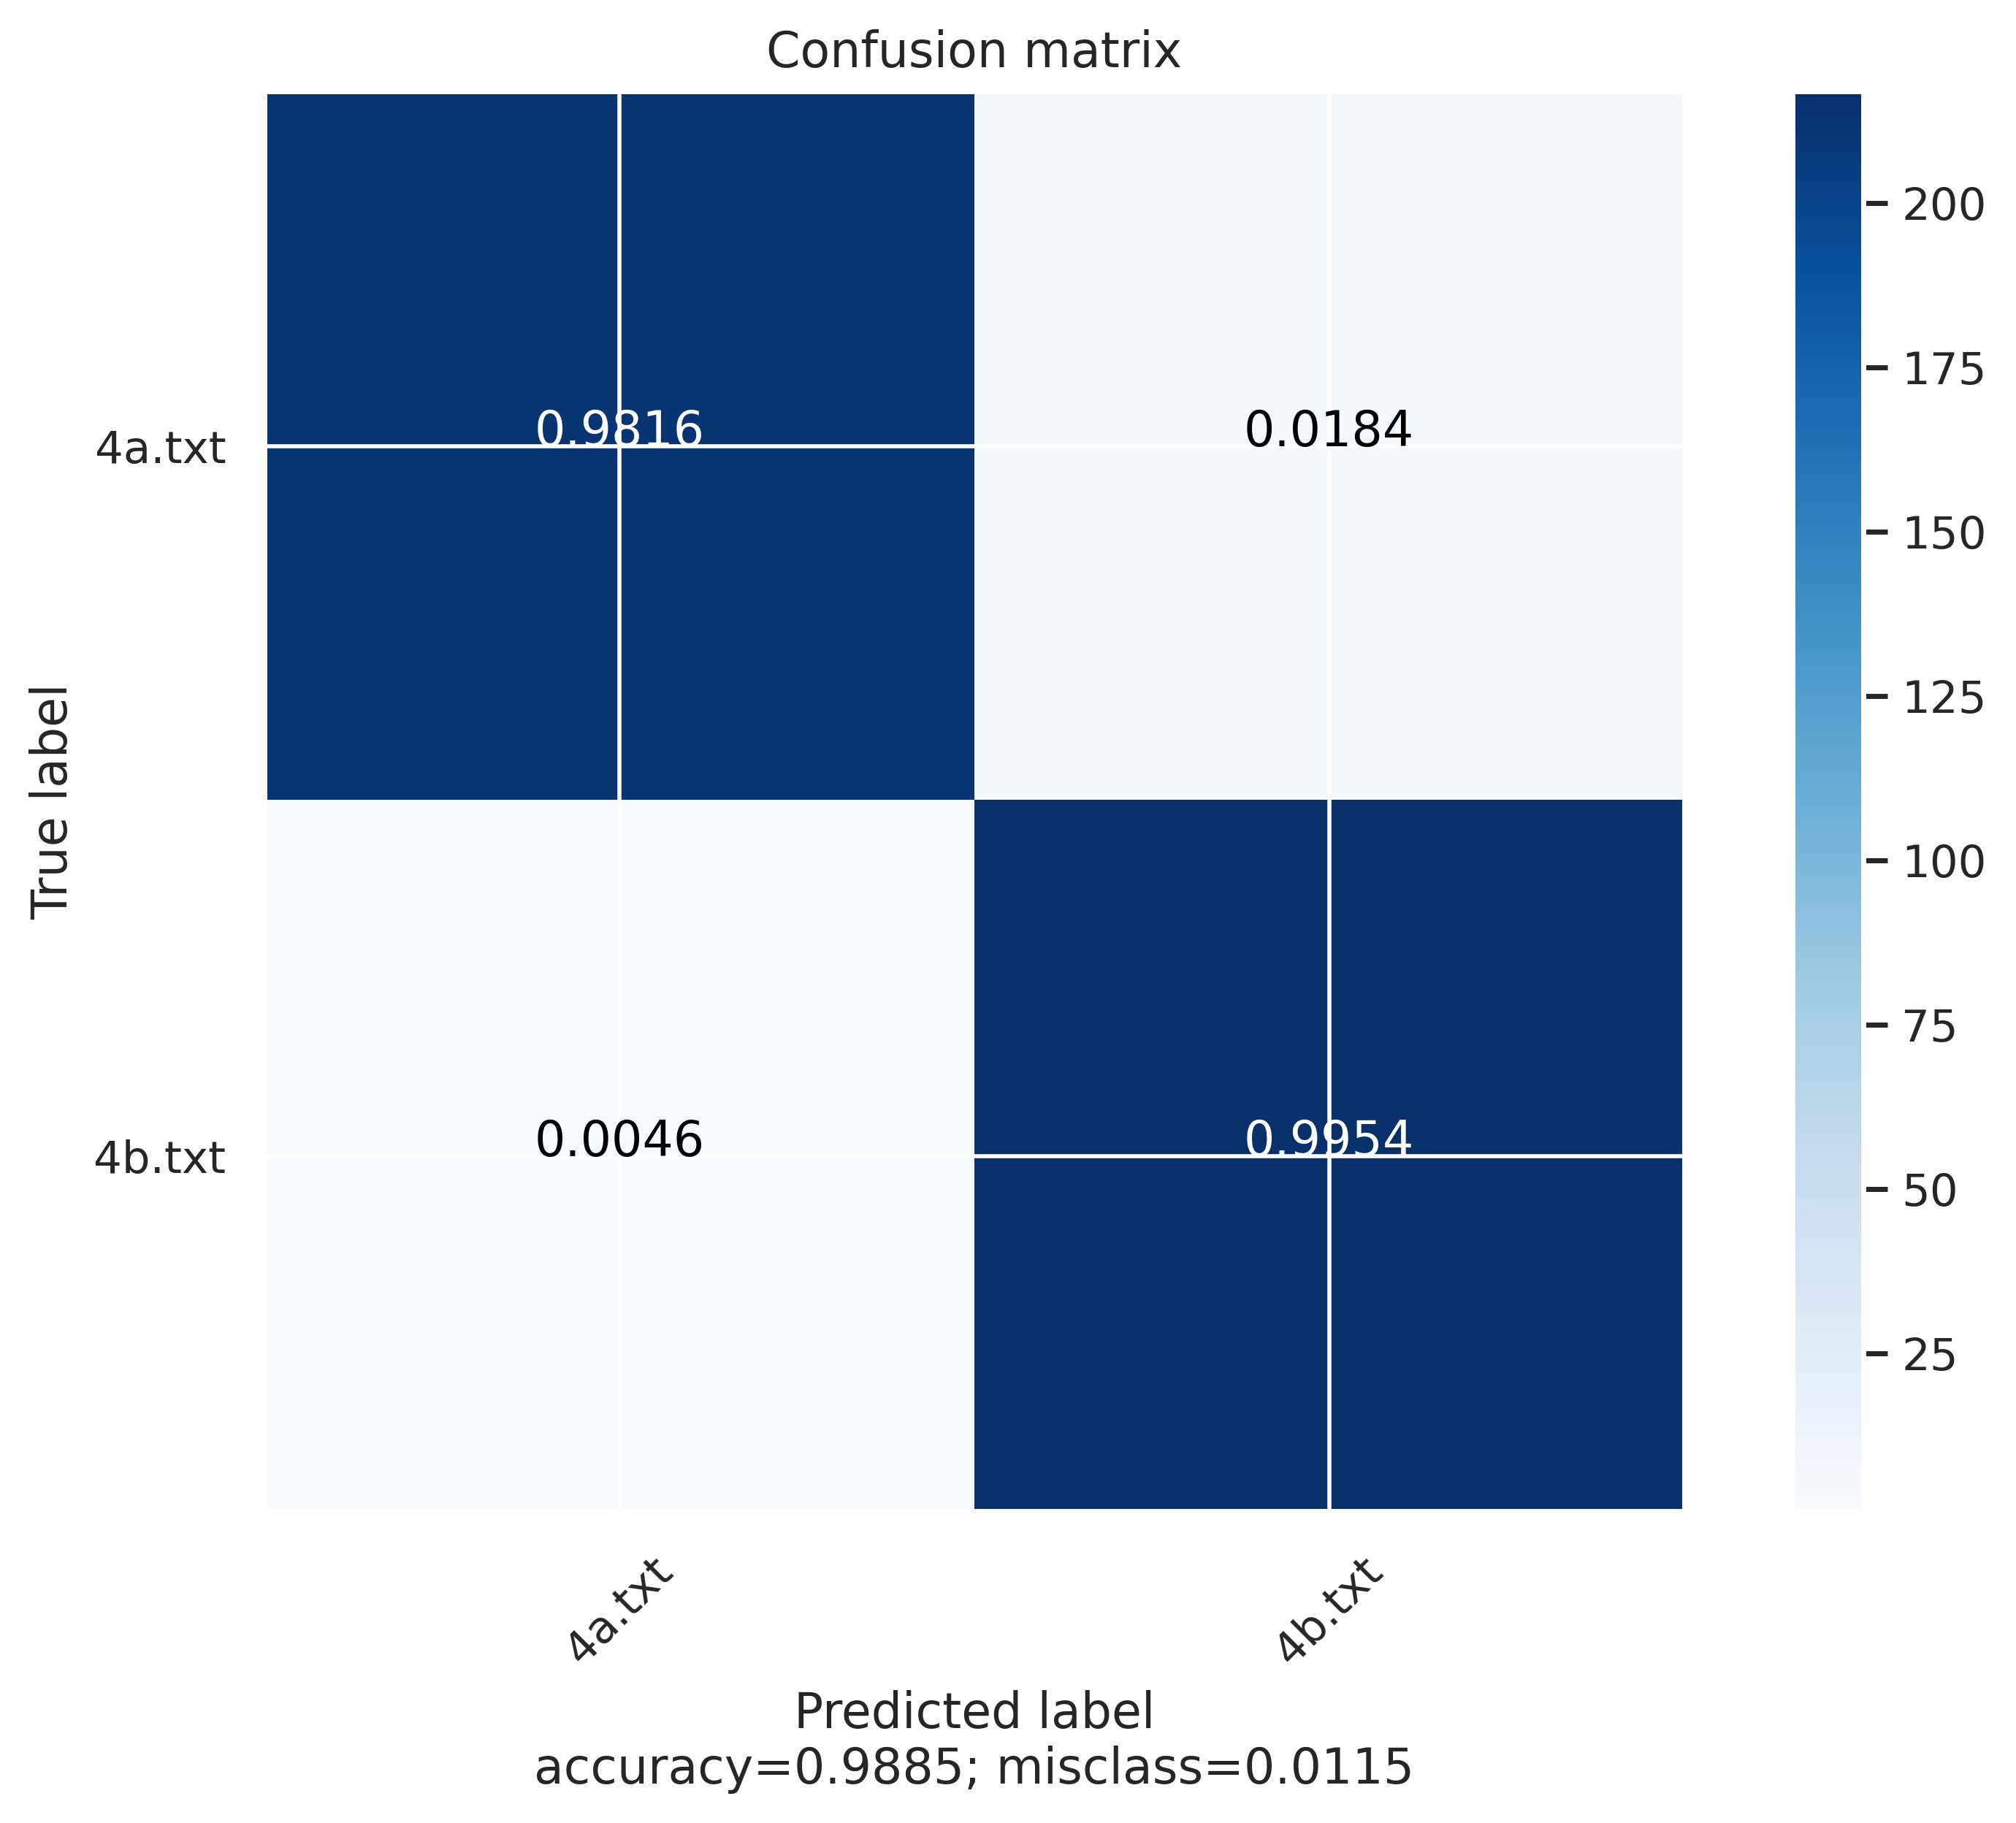 Confusion matrix
True label
4a.txt
4b.txt
0.9816
0.0184
0.0046
0.9954
200
175
150
125
100
75
50
25
4a.txt
4b.txt
Predicted label
accuracy=0.9885; misclass=0.0115